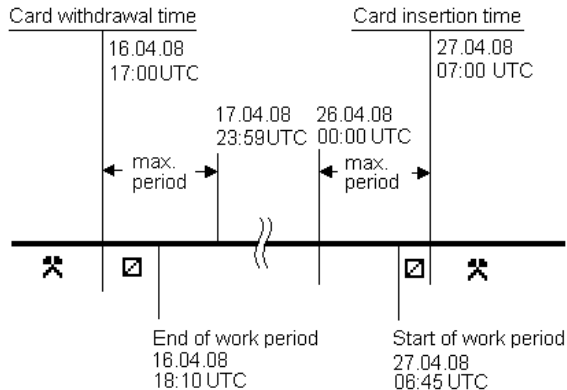 Card withdrawal time
16.04.08
17:00UTC
Card insertion time
27.04.08
07:00 UTC
17.04.08
23:59UTC
26.04.08
00:00 UTC
max.
period
max.
period
End of work period
16.04.08
18:10 UTC
Start of work period
27.04.08
06:45 UTC